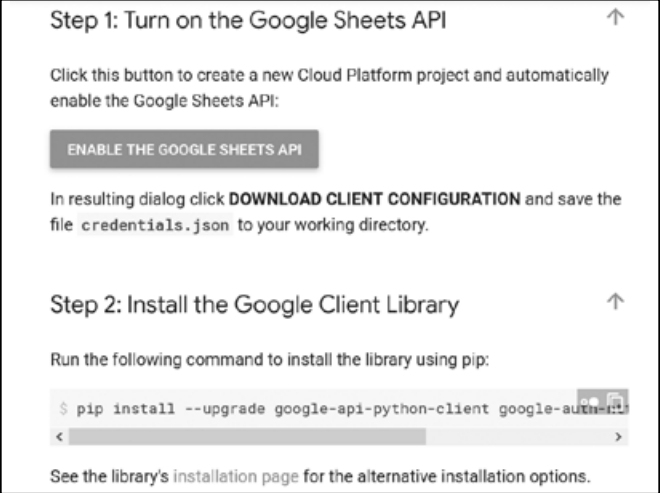 Step 1: Turn on the Google Sheets API
Click this button to create a new Cloud Platform project and automatically
enable the Google Sheets API:
ENABLE THE GOOGLE SHEETS API
In resulting dialog click DOWNLOAD CLIENT CONFIGURATION and save the
file credentials.json to your working directory.
Step 2: Install the Google Client Library
Run the following command to install the library using pip:
$ pip install --upgrade google-api-python-client
See the library's installation page for the alternative installation options.